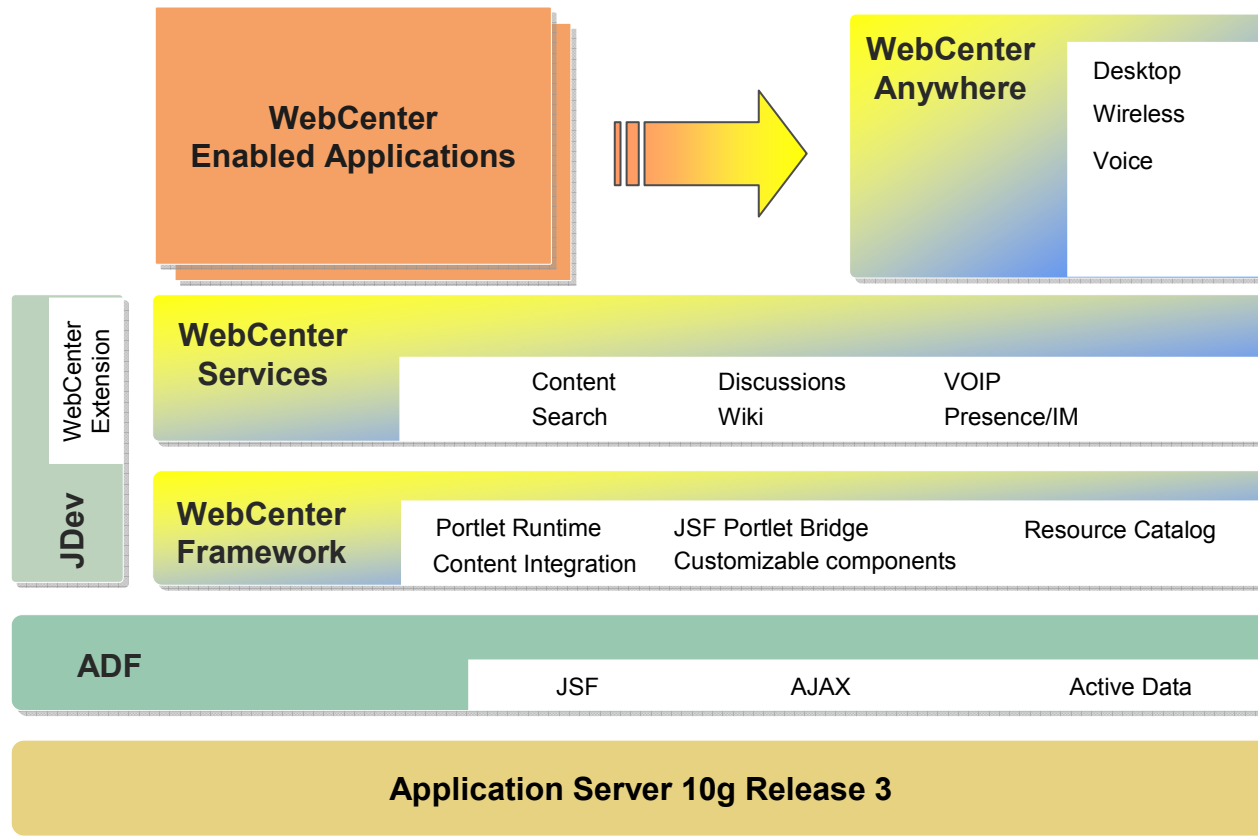 WebCenter
Enabled Applications
WebCenter
Anywhere
Desktop
Wireless
Voice
WebCenter
Extension
JDev
WebCenter
Services
Content
Discussions
VOIP
Search
Wiki
Presence/IM
WebCenter
Framework
Portlet Runtime
JSF Portlet Bridge
Resource Catalog
Content Integration
Customizable components
ADF
JSF
AJAX
Active Data
Application Server 10g Release 3